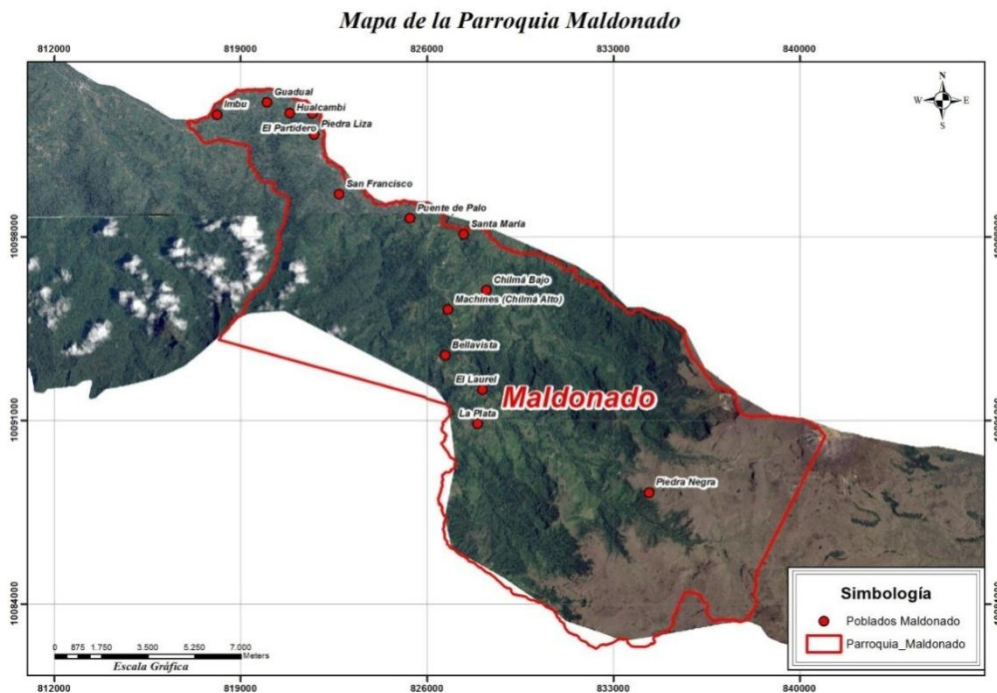 Mapa de la Parroquia Maldonado
812000 819000 826000 833000 840000
N
W E
S
Guadual
Imbu Hualcambi
El Partidero Piedra Liza
San Francisco
Puente de Palo
Santa María
10098000
Chilmá Bajo
Machines (Chilmá Alto)
Bellavista
El Laurel
Maldonado
La Plata
10091000
Piedra Negra
10084000
Simbología
Poblados Maldonado
Parroquia_Maldonado
0 875 1.750 3.500 5.250 7.000
Meters
Escala Gráfica
812000 819000 826000 833000 840000